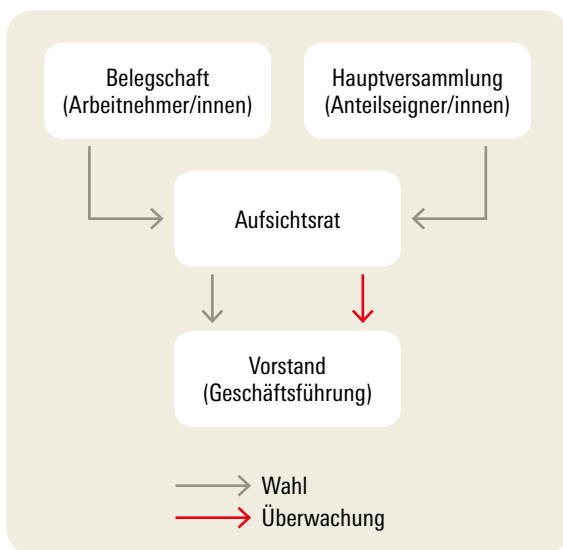 Belegschaft
(Arbeitnehmer/innen)
Hauptversammlung
(Anteilseigner/innen)
Aufsichtsrat
Vorstand
(Geschäftsführung)
Wahl
Überwachung